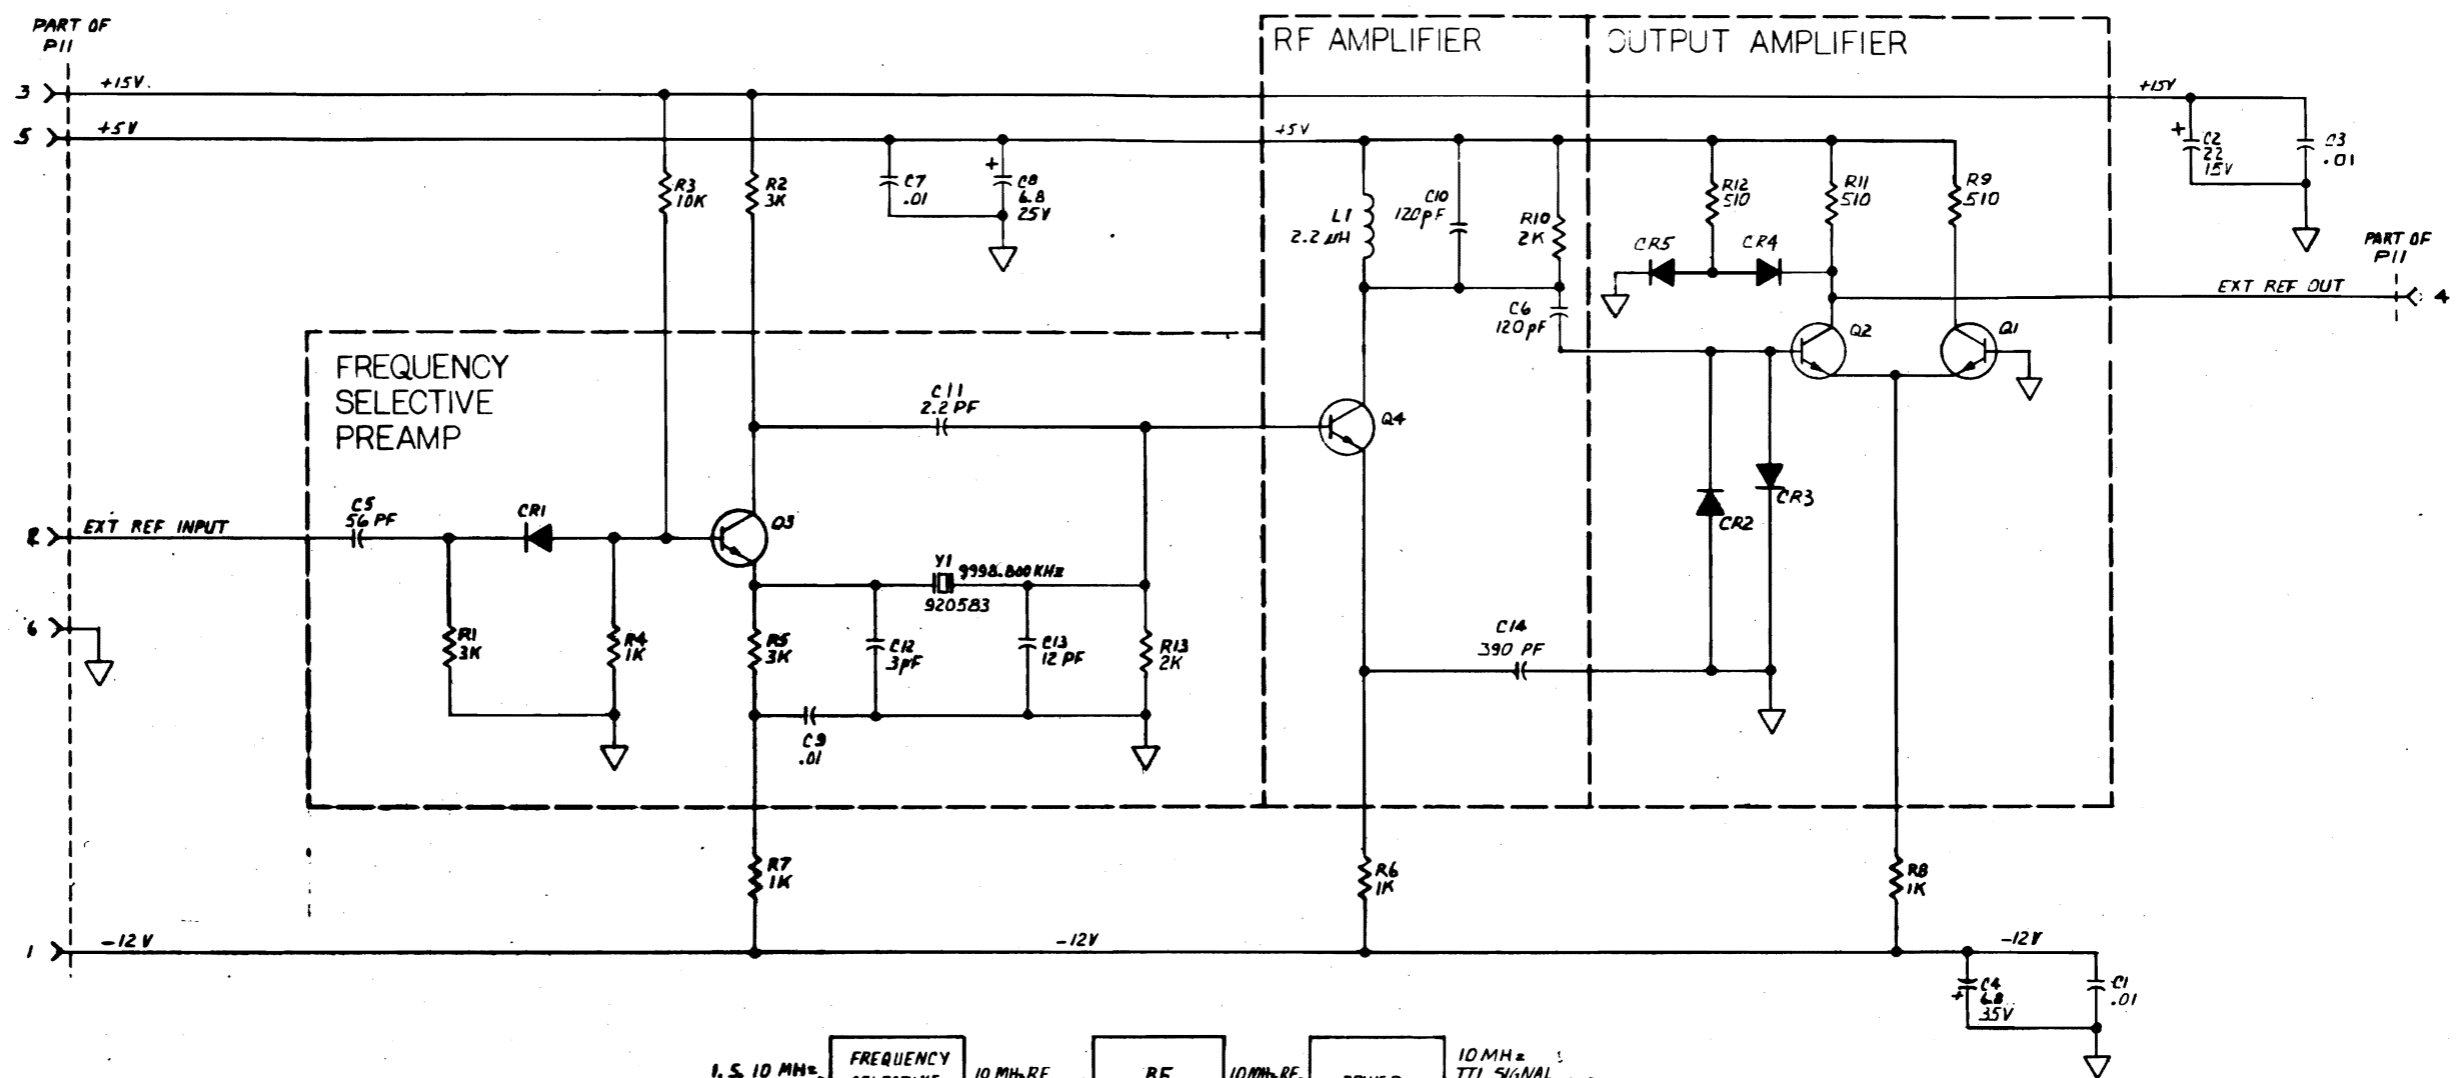 PART OF
P11
3
+15V.
5
+5V
RF AMPLIFIER
OUTPUT AMPLIFIER
+15V
+5V
R3
10K
R2
3K
C7
.01
+
C8
6.8
25V
L1
2.2 µH
C10
120pF
R10
2K
C6
120pF
R12
510
R11
510
R9
510
CR5
CR4
+
C2
22
15V
C3
.01
PART OF
P11
EXT REF OUT
4
Q2
Q1
FREQUENCY
SELECTIVE
PREAMP
C11
2.2 PF
Q4
C5
56 PF
CR1
Q3
EXT REF INPUT
Y1
9998.800KHz
920583
CR2
CR3
6
R1
3K
R4
1K
R5
3K
C12
3pF
C13
12 PF
R13
2K
C14
390 PF
C9
.01
R7
1K
R6
1K
R8
1K
1
-12V
-12V
-12V
+
C4
6.8
35V
C1
.01
1.5 10 MHz
FREQUENCY
10 MHz RF
RF
10MHz RF
10 MHz
TTL SIGNAL